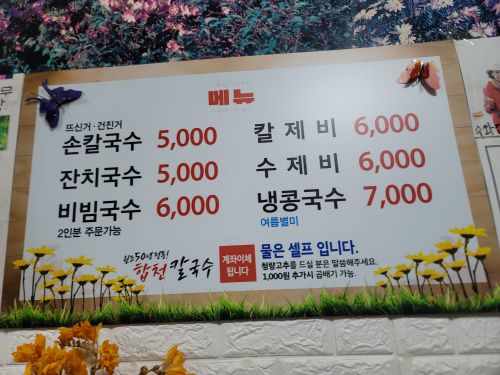 메뉴
뜨신거·건진거
손칼국수 5,000
잔치국수 5,000
비빔국수 6,000
2인분 주문가능
칼제비 6,000
수제비 6,000
냉콩국수 7,000
여름별미
50년전통!
합천칼국수
계좌이체
됩니다
물은 셀프 입니다.
청량고추를 드실 분은 말씀해주세요.
1,000원 추가시 곱배기 가능.